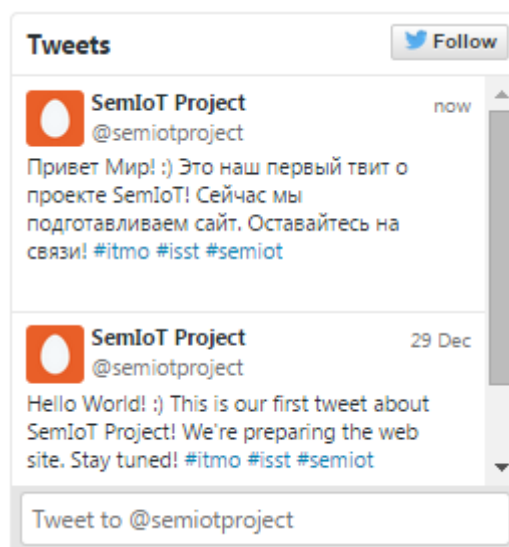 Tweets
Follow
SemIoT Project
now
@semiotproject
Привет Мир! :) Это наш первый твит о
проекте SemIoT! Сейчас мы
подготавливаем сайт. Оставайтесь на
связи! #itmo #isst #semiot
SemIoT Project
29 Dec
@semiotproject
Hello World! :) This is our first tweet about
SemIoT Project! We're preparing the web
site. Stay tuned! #itmo #isst #semiot
Tweet to @semiotproject